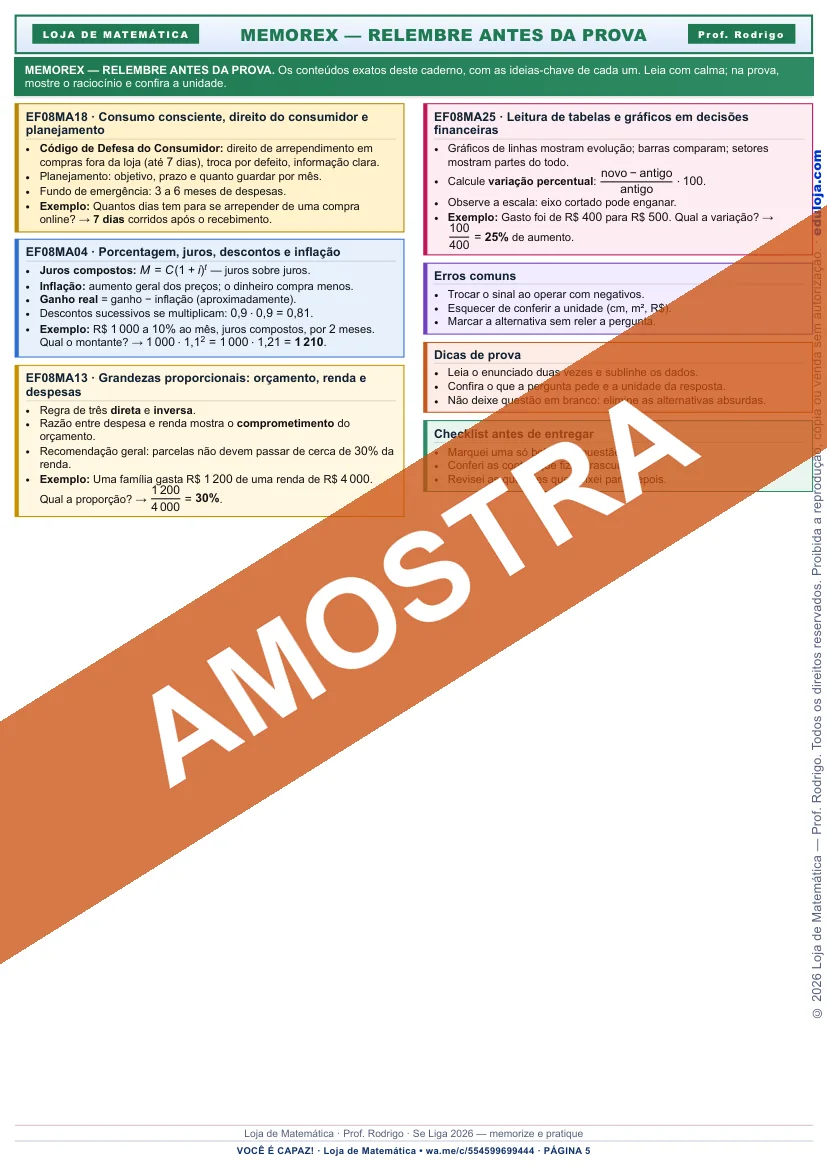 LOJA DE MATEMÁTICA
MEMOREX — RELEMBRE ANTES DA PROVA
Prof. Rodrigo
MEMOREX — RELEMBRE ANTES DA PROVA. Os conteúdos exatos deste caderno, com as ideias-chave de cada um. Leia com calma; na prova,
mostre o raciocínio e confira a unidade.
EF08MA18 · Consumo consciente, direito do consumidor e
planejamento
• Código de Defesa do Consumidor: direito de arrependimento em
compras fora da loja (até 7 dias), troca por defeito, informação clara.
• Planejamento: objetivo, prazo e quanto guardar por mês.
• Fundo de emergência: 3 a 6 meses de despesas.
• Exemplo: Quantos dias tem para se arrepender de uma compra
online? → 7 dias corridos após o recebimento.
EF08MA04 · Porcentagem, juros, descontos e inflação
• Juros compostos: M = C(1 + i)^t — juros sobre juros.
• Inflação: aumento geral dos preços; o dinheiro compra menos.
• Ganho real = ganho − inflação (aproximadamente).
• Descontos sucessivos se multiplicam: 0,9 · 0,9 = 0,81.
• Exemplo: R$ 1 000 a 10% ao mês, juros compostos, por 2 meses.
Qual o montante? → 1 000 · 1,1² = 1 000 · 1,21 = 1 210.
EF08MA13 · Grandezas proporcionais: orçamento, renda e
despesas
• Regra de três direta e inversa.
• Razão entre despesa e renda mostra o comprometimento do
orçamento.
• Recomendação geral: parcelas não devem passar de cerca de 30% da
renda.
• Exemplo: Uma família gasta R$ 1 200 de uma renda de R$ 4 000.
Qual a proporção? → 1 200/4 000 = 30%.
EF08MA25 · Leitura de tabelas e gráficos em decisões
financeiras
• Gráficos de linhas mostram evolução; barras comparam; setores
mostram partes do todo.
• Calcule variação percentual: novo − antigo/antigo · 100.
• Observe a escala: eixo cortado pode enganar.
• Exemplo: Gasto foi de R$ 400 para R$ 500. Qual a variação? →
100/400 = 25% de aumento.
Erros comuns
• Trocar o sinal ao operar com negativos.
• Esquecer de conferir a unidade (cm, m², R$).
• Marcar a alternativa sem reler a pergunta.
Dicas de prova
• Leia o enunciado duas vezes e sublinhe os dados.
• Confira o que a pergunta pede e a unidade da resposta.
• Não deixe questão em branco: elimine as alternativas absurdas.
Checklist antes de entregar
• Marquei uma só
• Conferi as
• Revisei as depois.
AMOSTRA
© 2026 Loja de Matemática — Prof. Rodrigo. Todos os direitos reservados. Proibida a reprodução, cópia ou venda sem autorização. · eduloja.com
Loja de Matemática · Prof. Rodrigo · Se Liga 2026 — memorize e pratique
VOCÊ É CAPAZ! · Loja de Matemática • wa.me/c/554599699444 · PÁGINA 5